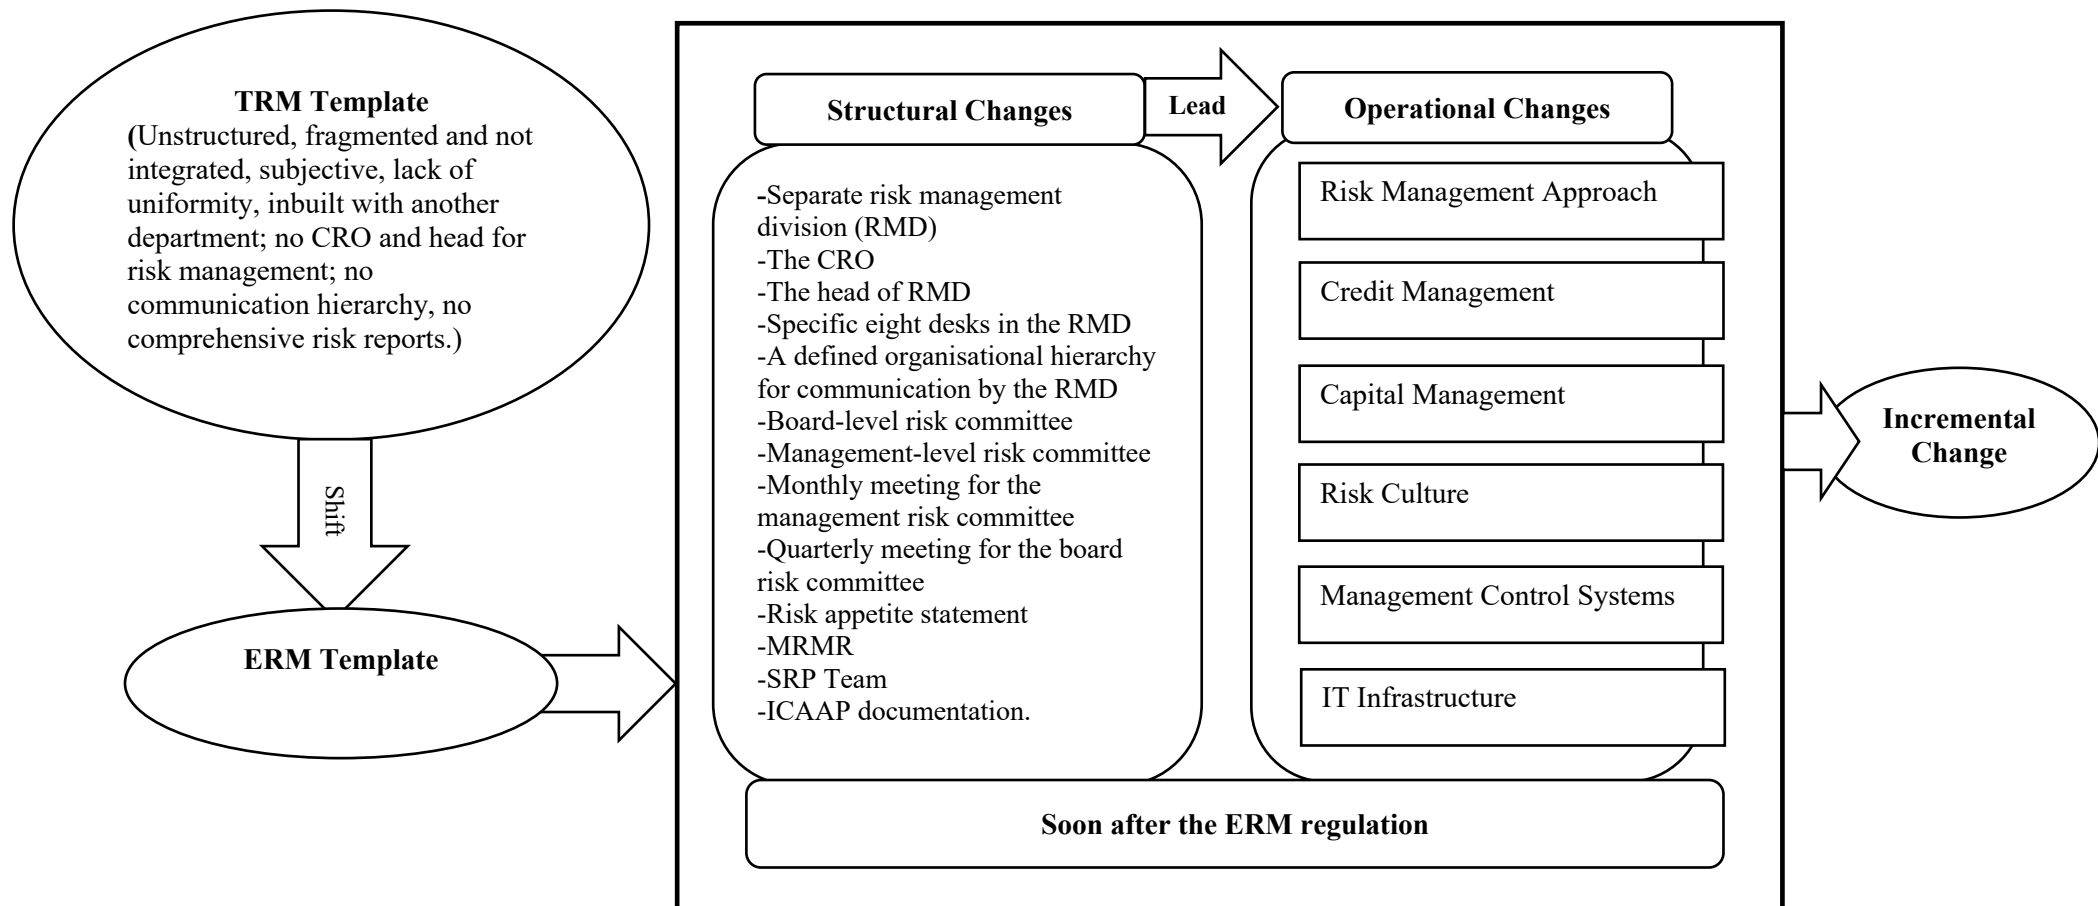 TRM Template
(Unstructured, fragmented and not
integrated, subjective, lack of
uniformity, inbuilt with another
department; no CRO and head for
risk management; no
communication hierarchy, no
comprehensive risk reports.)
Shift
ERM Template
Structural Changes
Lead
Operational Changes
-Separate risk management
division (RMD)
-The CRO
-The head of RMD
-Specific eight desks in the RMD
-A defined organisational hierarchy
for communication by the RMD
-Board-level risk committee
-Management-level risk committee
-Monthly meeting for the
management risk committee
-Quarterly meeting for the board
risk committee
-Risk appetite statement
-MRMR
-SRP Team
-ICAAP documentation.
Risk Management Approach
Credit Management
Capital Management
Risk Culture
Management Control Systems
IT Infrastructure
Soon after the ERM regulation
Incremental
Change